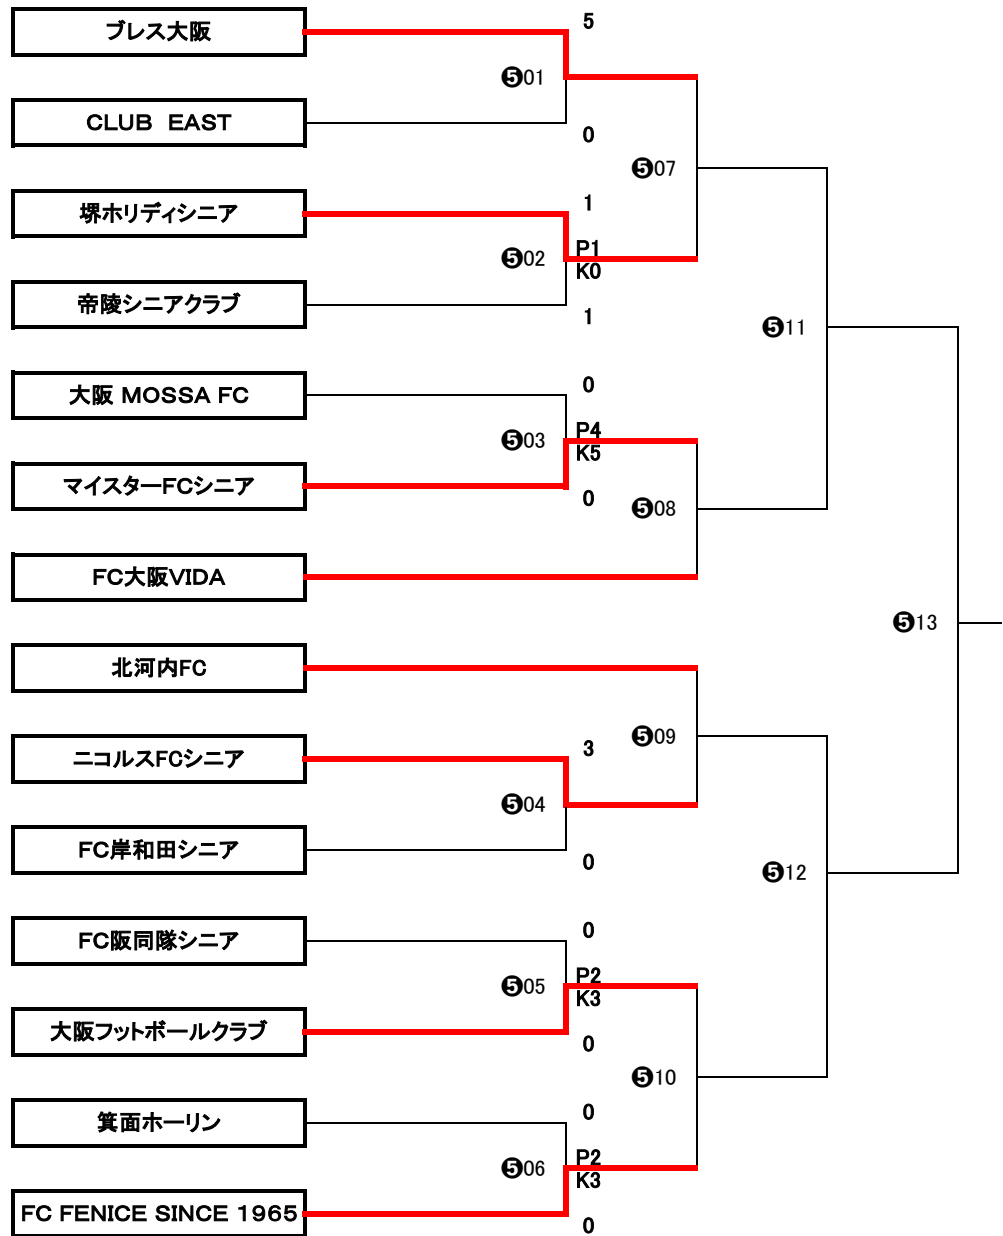 ブレス大阪
5
❺01
CLUB　EAST
0
❺07
堺ホリディシニア
1
❺02
P1
K0
帝陵シニアクラブ
1
❺11
大阪 MOSSA FC
0
❺03
P4
K5
マイスターFCシニア
0
❺08
FC大阪VIDA
❺13
北河内FC
❺09
ニコルスFCシニア
3
❺04
FC岸和田シニア
0
❺12
FC阪同隊シニア
0
❺05
P2
K3
大阪フットボールクラブ
0
❺10
箕面ホーリン
0
❺06
P2
K3
FC FENICE SINCE 1965
0